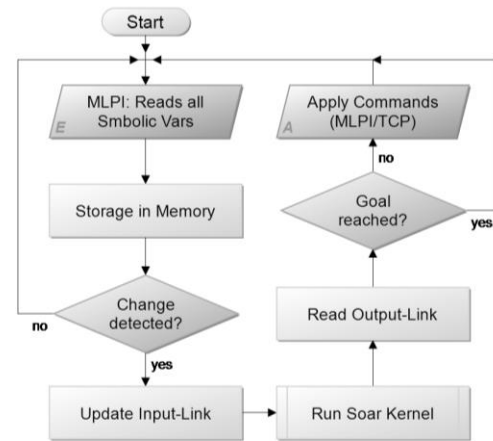 Start
MLPI: Reads all
Smbolic Vars
E
Storage in Memory
Change
detected?
no
yes
Update Input-Link
Run Soar Kernel
Read Output-Link
Goal
reached?
yes
no
Apply Commands
(MLPI/TCP)
A